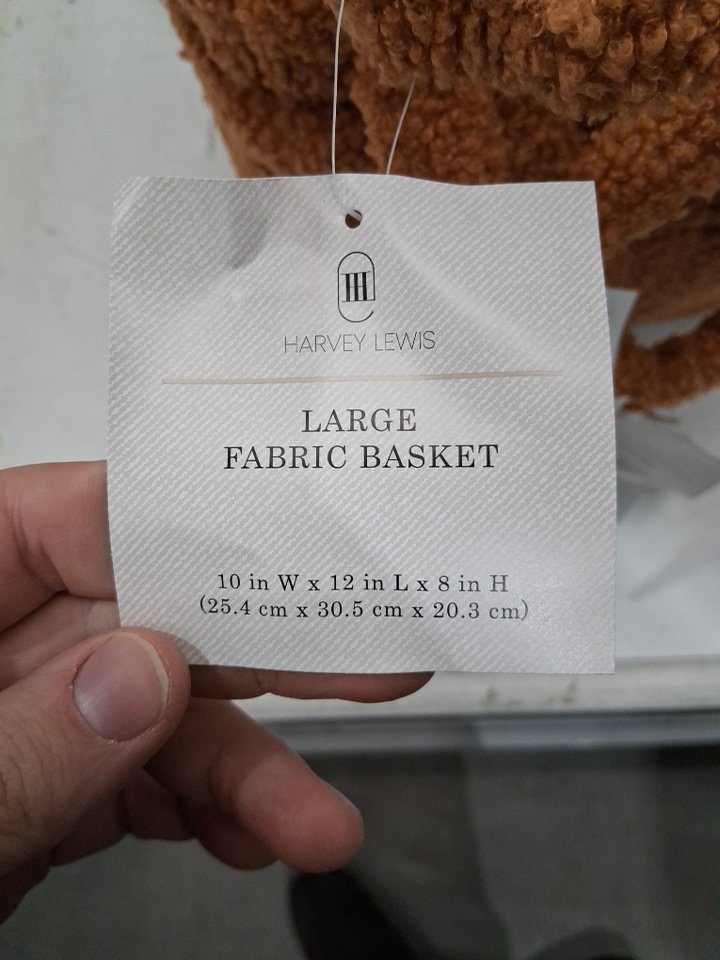 HARVEY LEWIS
LARGE
FABRIC BASKET
10 in W x 12 in L x 8 in H
(25.4 cm x 30.5 cm x 20.3 cm)